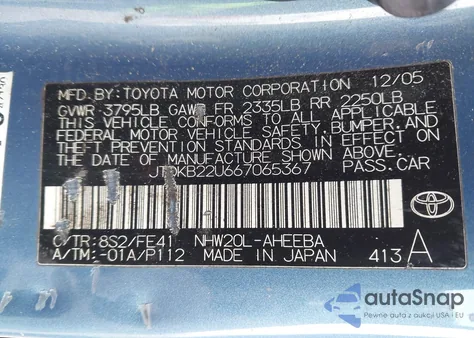 MFD. BY: TOYOTA MOTOR CORPORATION 12/05
GVWR 3795LB GAWR FR 2335LB RR 2250LB
THIS VEHICLE CONFORMS TO ALL APPLICABLE
FEDERAL MOTOR VEHICLE SAFETY, BUMPER, AND
THEFT PREVENTION STANDARDS IN EFFECT ON
THE DATE OF MANUFACTURE SHOWN ABOVE.
JTDKB22U667065367 PASS.CAR
C/TR: 8S2/FE41 NHW20L-AHEEBA
A/TM: -01A/P112 MADE IN JAPAN 413 A
TOYOTA
autoSnap
Pewne auta z aukcji USA i EU